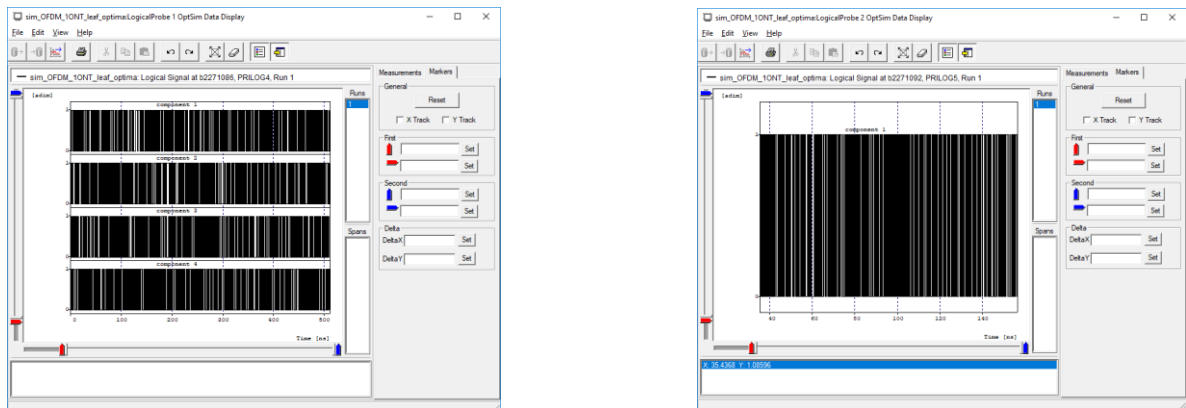 sim_OFDM_1ONT_leaf_optima:LogicalProbe 1 OptSim Data Display
File Edit View Help
sim_OFDM_1ONT_leaf_optima: Logical Signal at b2271086, PRILOG4, Run 1
Runs
1
[adim]
component 1
component 2
component 3
component 4
0 100 200 300 400 500
Time [ns]
Spans
Measurements Markers
General
Reset
X Track Y Track
First
Set
Set
Second
Set
Set
Delta
DeltaX Set
DeltaY Set
sim_OFDM_1ONT_leaf_optima:LogicalProbe 2 OptSim Data Display
File Edit View Help
sim_OFDM_1ONT_leaf_optima: Logical Signal at b2271092, PRILOG5, Run 1
Runs
1
[adim]
component 1
40 60 80 100 120 140
Time [ns]
Spans
X: 35.4368 Y: 1.08596
Measurements Markers
General
Reset
X Track Y Track
First
Set
Set
Second
Set
Set
Delta
DeltaX Set
DeltaY Set